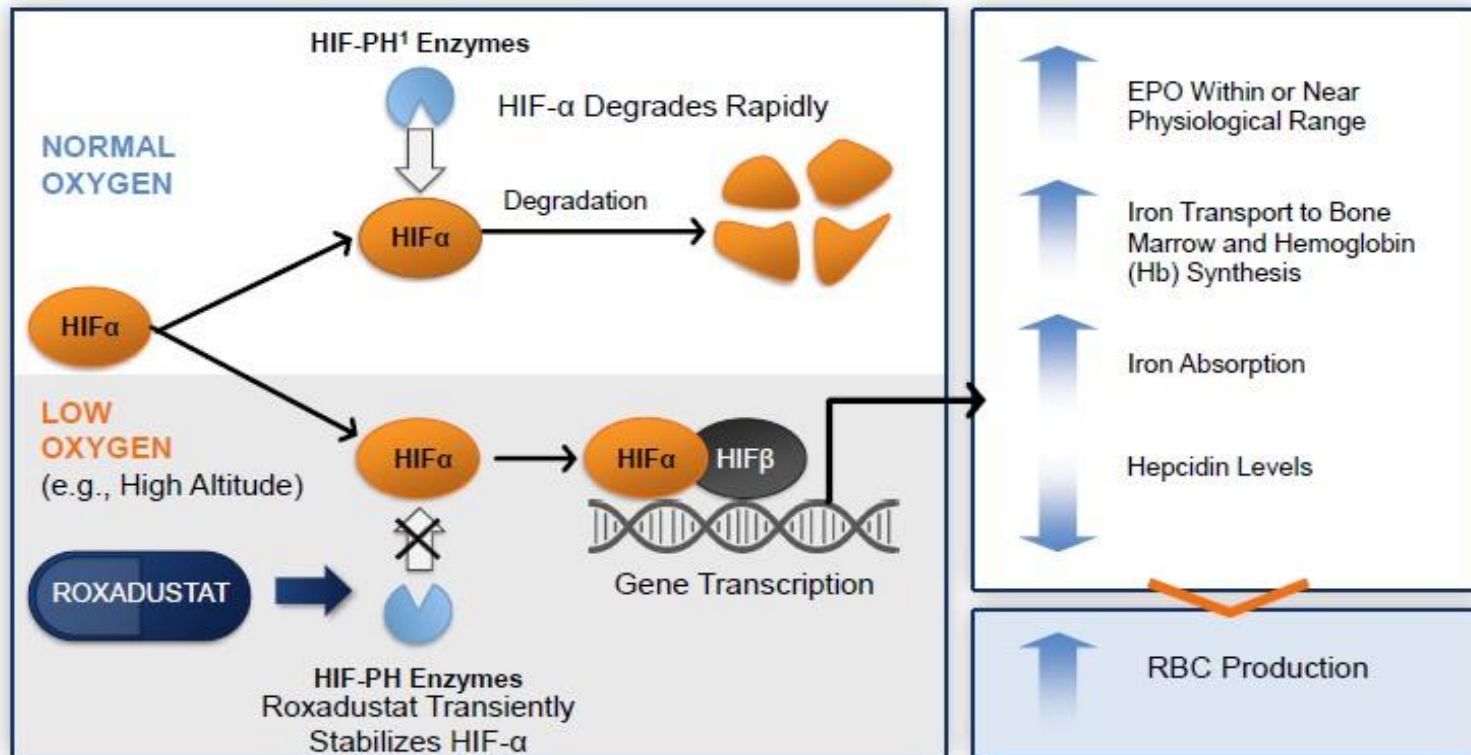 HIF-PH¹ Enzymes
HIF-α Degrades Rapidly
NORMAL
OXYGEN
Degradation
HIFα
HIFα
LOW
OXYGEN
(e.g., High Altitude)
HIFα
HIFα
HIFβ
Gene Transcription
ROXADUSTAT
HIF-PH Enzymes
Roxadustat Transiently
Stabilizes HIF-α
EPO Within or Near
Physiological Range
Iron Transport to Bone
Marrow and Hemoglobin
(Hb) Synthesis
Iron Absorption
Hepcidin Levels
RBC Production